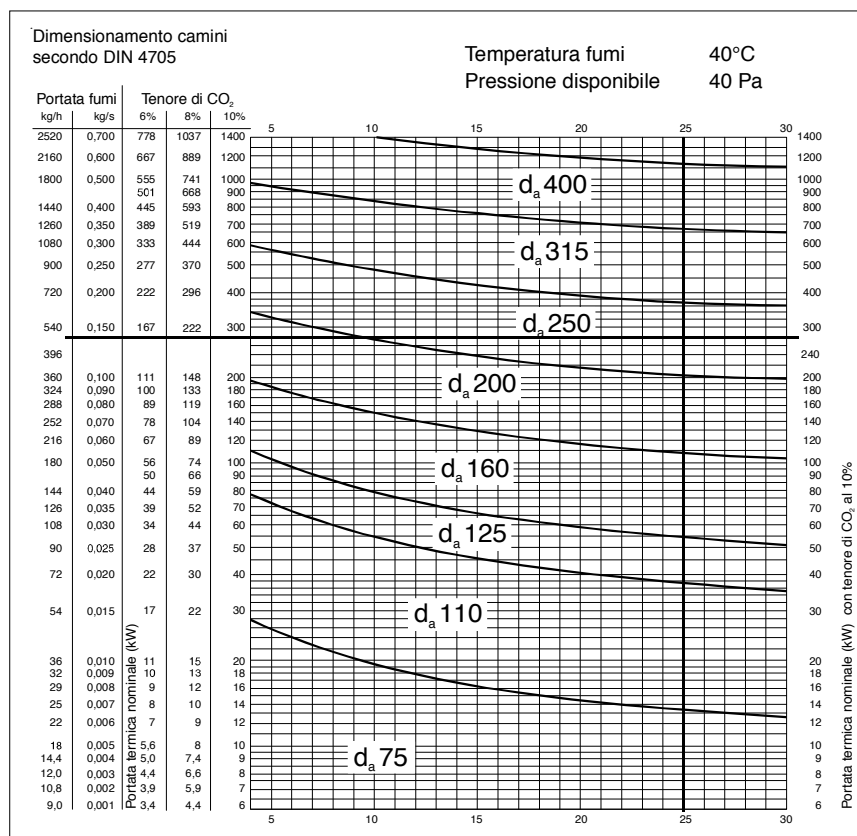 Dimensionamento camini
secondo DIN 4705
Temperatura fumi 40°C
Pressione disponibile 40 Pa
Portata fumi Tenore di CO₂
kg/h kg/s 6% 8% 10%
5 10 15 20 25 30
2520 0,700 778 1037 1400 1400
2160 0,600 667 889 1200 1200
1800 0,500 555 741 1000 1000
501 668 900 900
1440 0,400 445 593 800 800
1260 0,350 389 519 700 700
1080 0,300 333 444 600 600
900 0,250 277 370 500 500
720 0,200 222 296 400 400
540 0,150 167 222 300 300
396 240
360 0,100 111 148 200 200
324 0,090 100 133 180 180
288 0,080 89 119 160 160
252 0,070 78 104 140 140
216 0,060 67 89 120 120
180 0,050 56 74 100 100
50 66 90 90
144 0,040 44 59 80 80
126 0,035 39 52 70 70
108 0,030 34 44 60 60
90 0,025 28 37 50 50
72 0,020 22 30 40 40
54 0,015 17 22 30 30
36 0,010 11 15 20 20
32 0,009 10 13 18 18
29 0,008 9 12 16 16
25 0,007 8 10 14 14
22 0,006 7 9 12 12
18 0,005 5,6 8 10 10
14,4 0,004 5,0 7,4 9 9
12,0 0,003 4,4 6,6 8 8
10,8 0,002 3,9 5,9 7 7
9,0 0,001 3,4 4,4 6 6
5 10 15 20 25 30
dₐ 400
dₐ 315
dₐ 250
dₐ 200
dₐ 160
dₐ 125
dₐ 110
dₐ 75
Portata termica nominale (kW)
Portata termica nominale (kW) con tenore di CO₂ al 10%